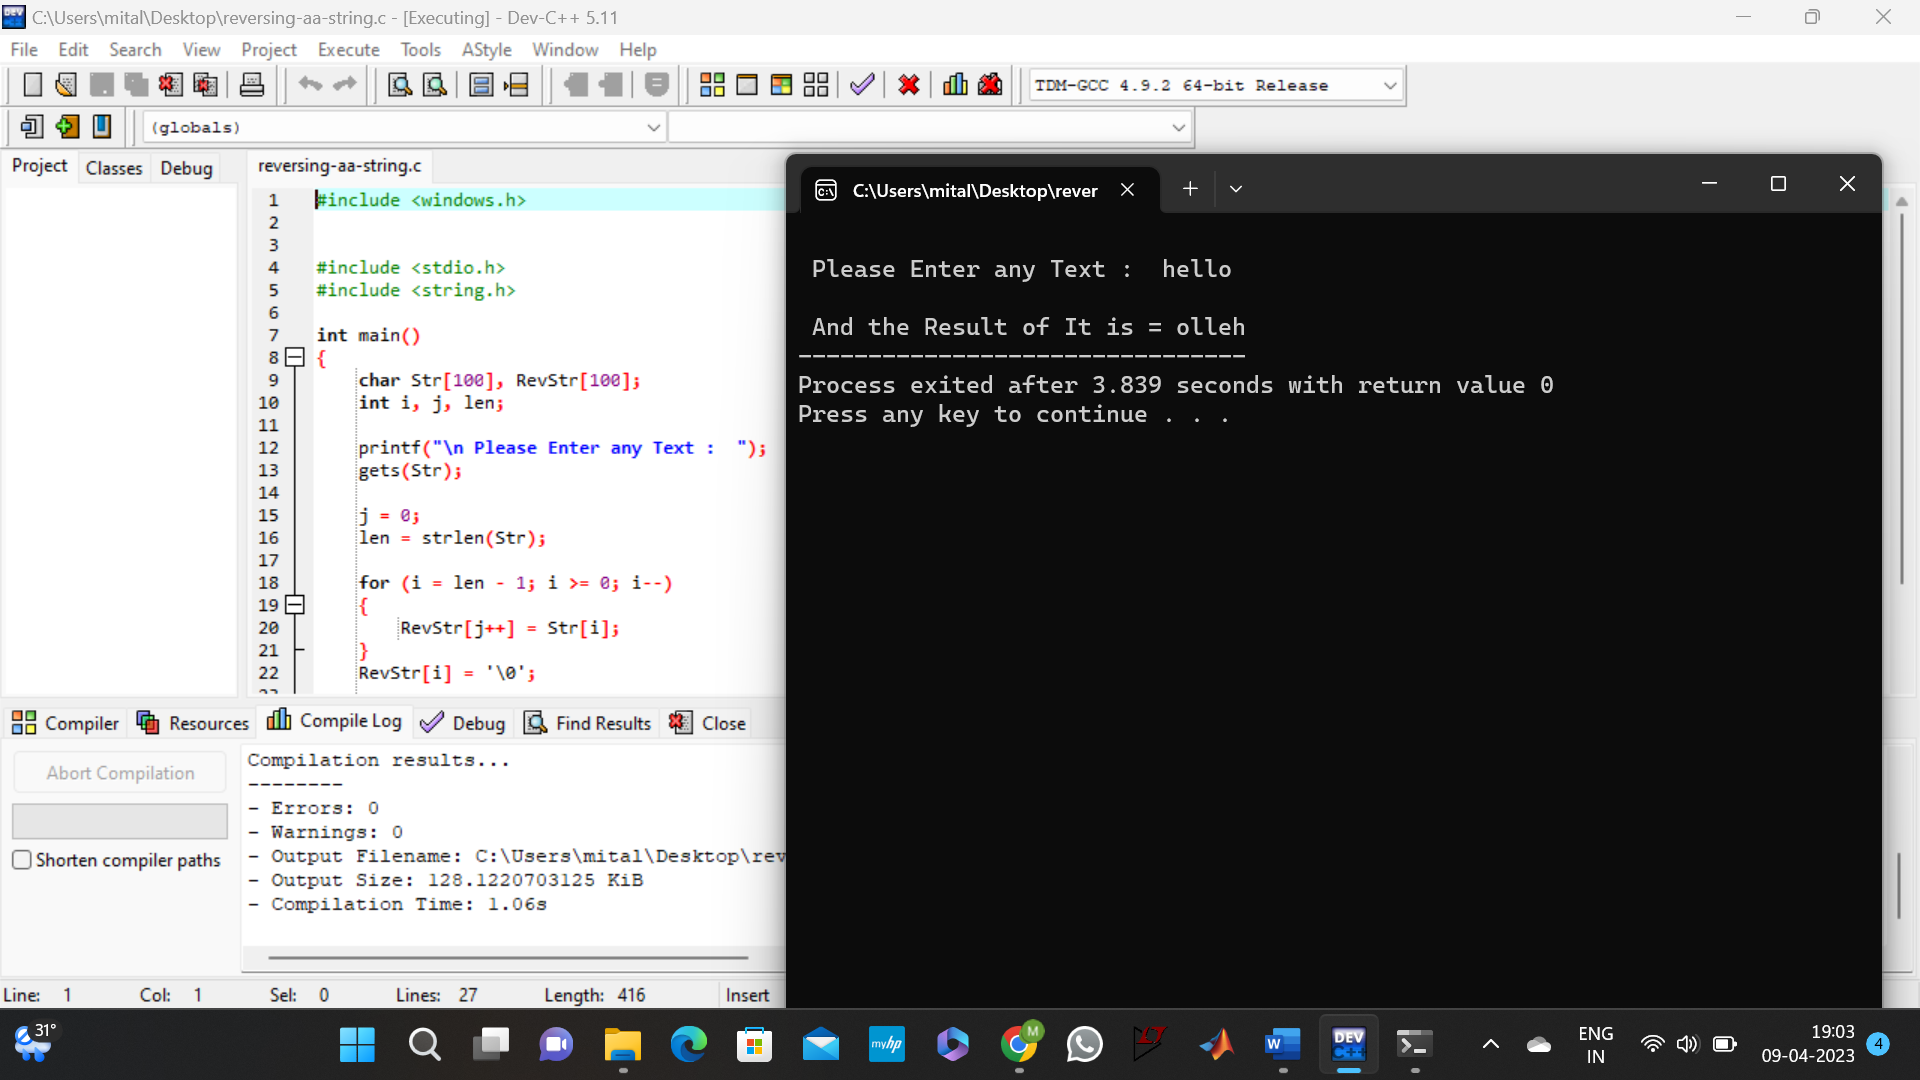 C:\Users\mital\Desktop\reversing-aa-string.c - [Executing] - Dev-C++ 5.11
File Edit Search View Project Execute Tools AStyle Window Help
TDM-GCC 4.9.2 64-bit Release
(globals)
Project Classes Debug
reversing-aa-string.c
1 #include <windows.h>
2
3
4 #include <stdio.h>
5 #include <string.h>
6
7 int main()
8 {
9 char Str[100], RevStr[100];
10 int i, j, len;
11
12 printf("\n Please Enter any Text :  ");
13 gets(Str);
14
15 j = 0;
16 len = strlen(Str);
17
18 for (i = len - 1; i >= 0; i--)
19 {
20 RevStr[j++] = Str[i];
21 }
22 RevStr[i] = '\0';
C:\Users\mital\Desktop\rever
Please Enter any Text :  hello
And the Result of It is = olleh
--------------------------------
Process exited after 3.839 seconds with return value 0
Press any key to continue . . .
Compiler Resources Compile Log Debug Find Results Close
Abort Compilation
Shorten compiler paths
Compilation results...
--------
- Errors: 0
- Warnings: 0
- Output Filename: C:\Users\mital\Desktop\rev
- Output Size: 128.1220703125 KiB
- Compilation Time: 1.06s
Line: 1 Col: 1 Sel: 0 Lines: 27 Length: 416 Insert
31°
myhp
M
W
DEV
C++
ENG
IN
19:03
09-04-2023
4